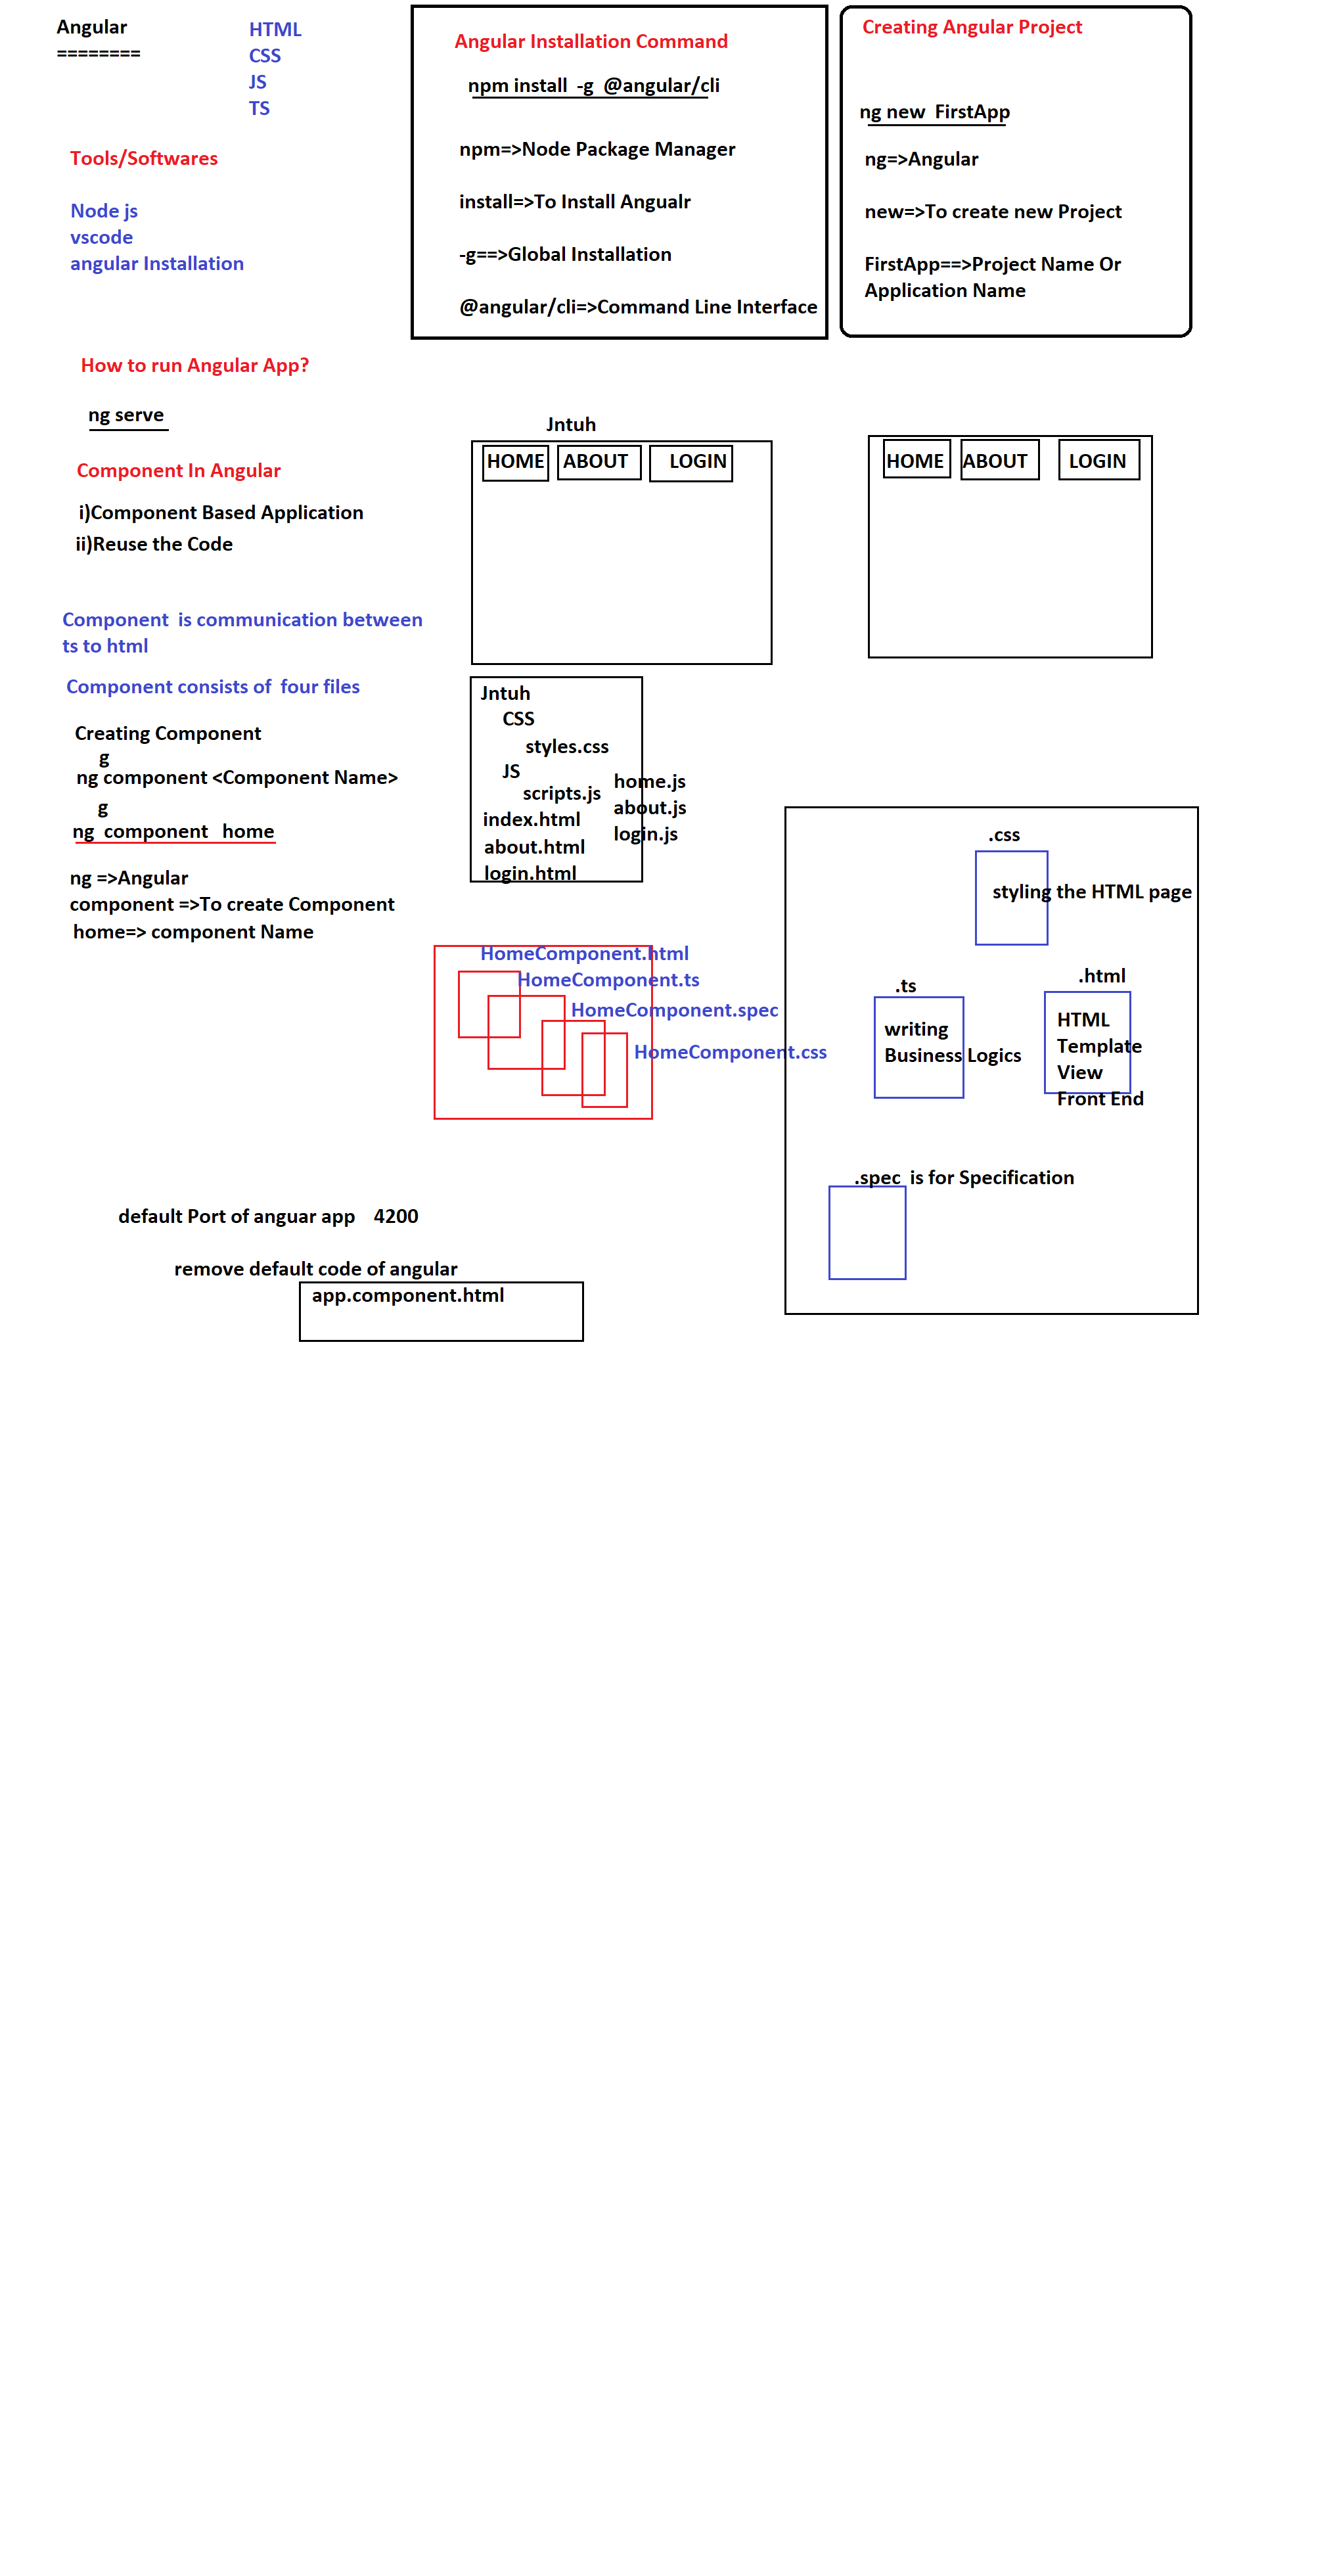 Angular
========
HTML
CSS
JS
TS
Tools/Softwares
Node js
vscode
angular Installation
Angular Installation Command
npm install -g @angular/cli
npm=>Node Package Manager
install=>To Install Angualr
-g==>Global Installation
@angular/cli=>Command Line Interface
Creating Angular Project
ng new FirstApp
ng=>Angular
new=>To create new Project
FirstApp==>Project Name Or
Application Name
How to run Angular App?
ng serve
Component In Angular
i)Component Based Application
ii)Reuse the Code
Component is communication between
ts to html
Component consists of four files
Creating Component
g
ng component <Component Name>
g
ng component home
ng =>Angular
component =>To create Component
home=> component Name
Jntuh
HOME ABOUT LOGIN
HOME ABOUT LOGIN
Jntuh
CSS
styles.css
JS
scripts.js
index.html
about.html
login.html
home.js
about.js
login.js
HomeComponent.html
HomeComponent.ts
HomeComponent.spec
HomeComponent.css
.css
styling the HTML page
.ts
writing
Business Logics
.html
HTML
Template
View
Front End
.spec is for Specification
default Port of anguar app 4200
remove default code of angular
app.component.html